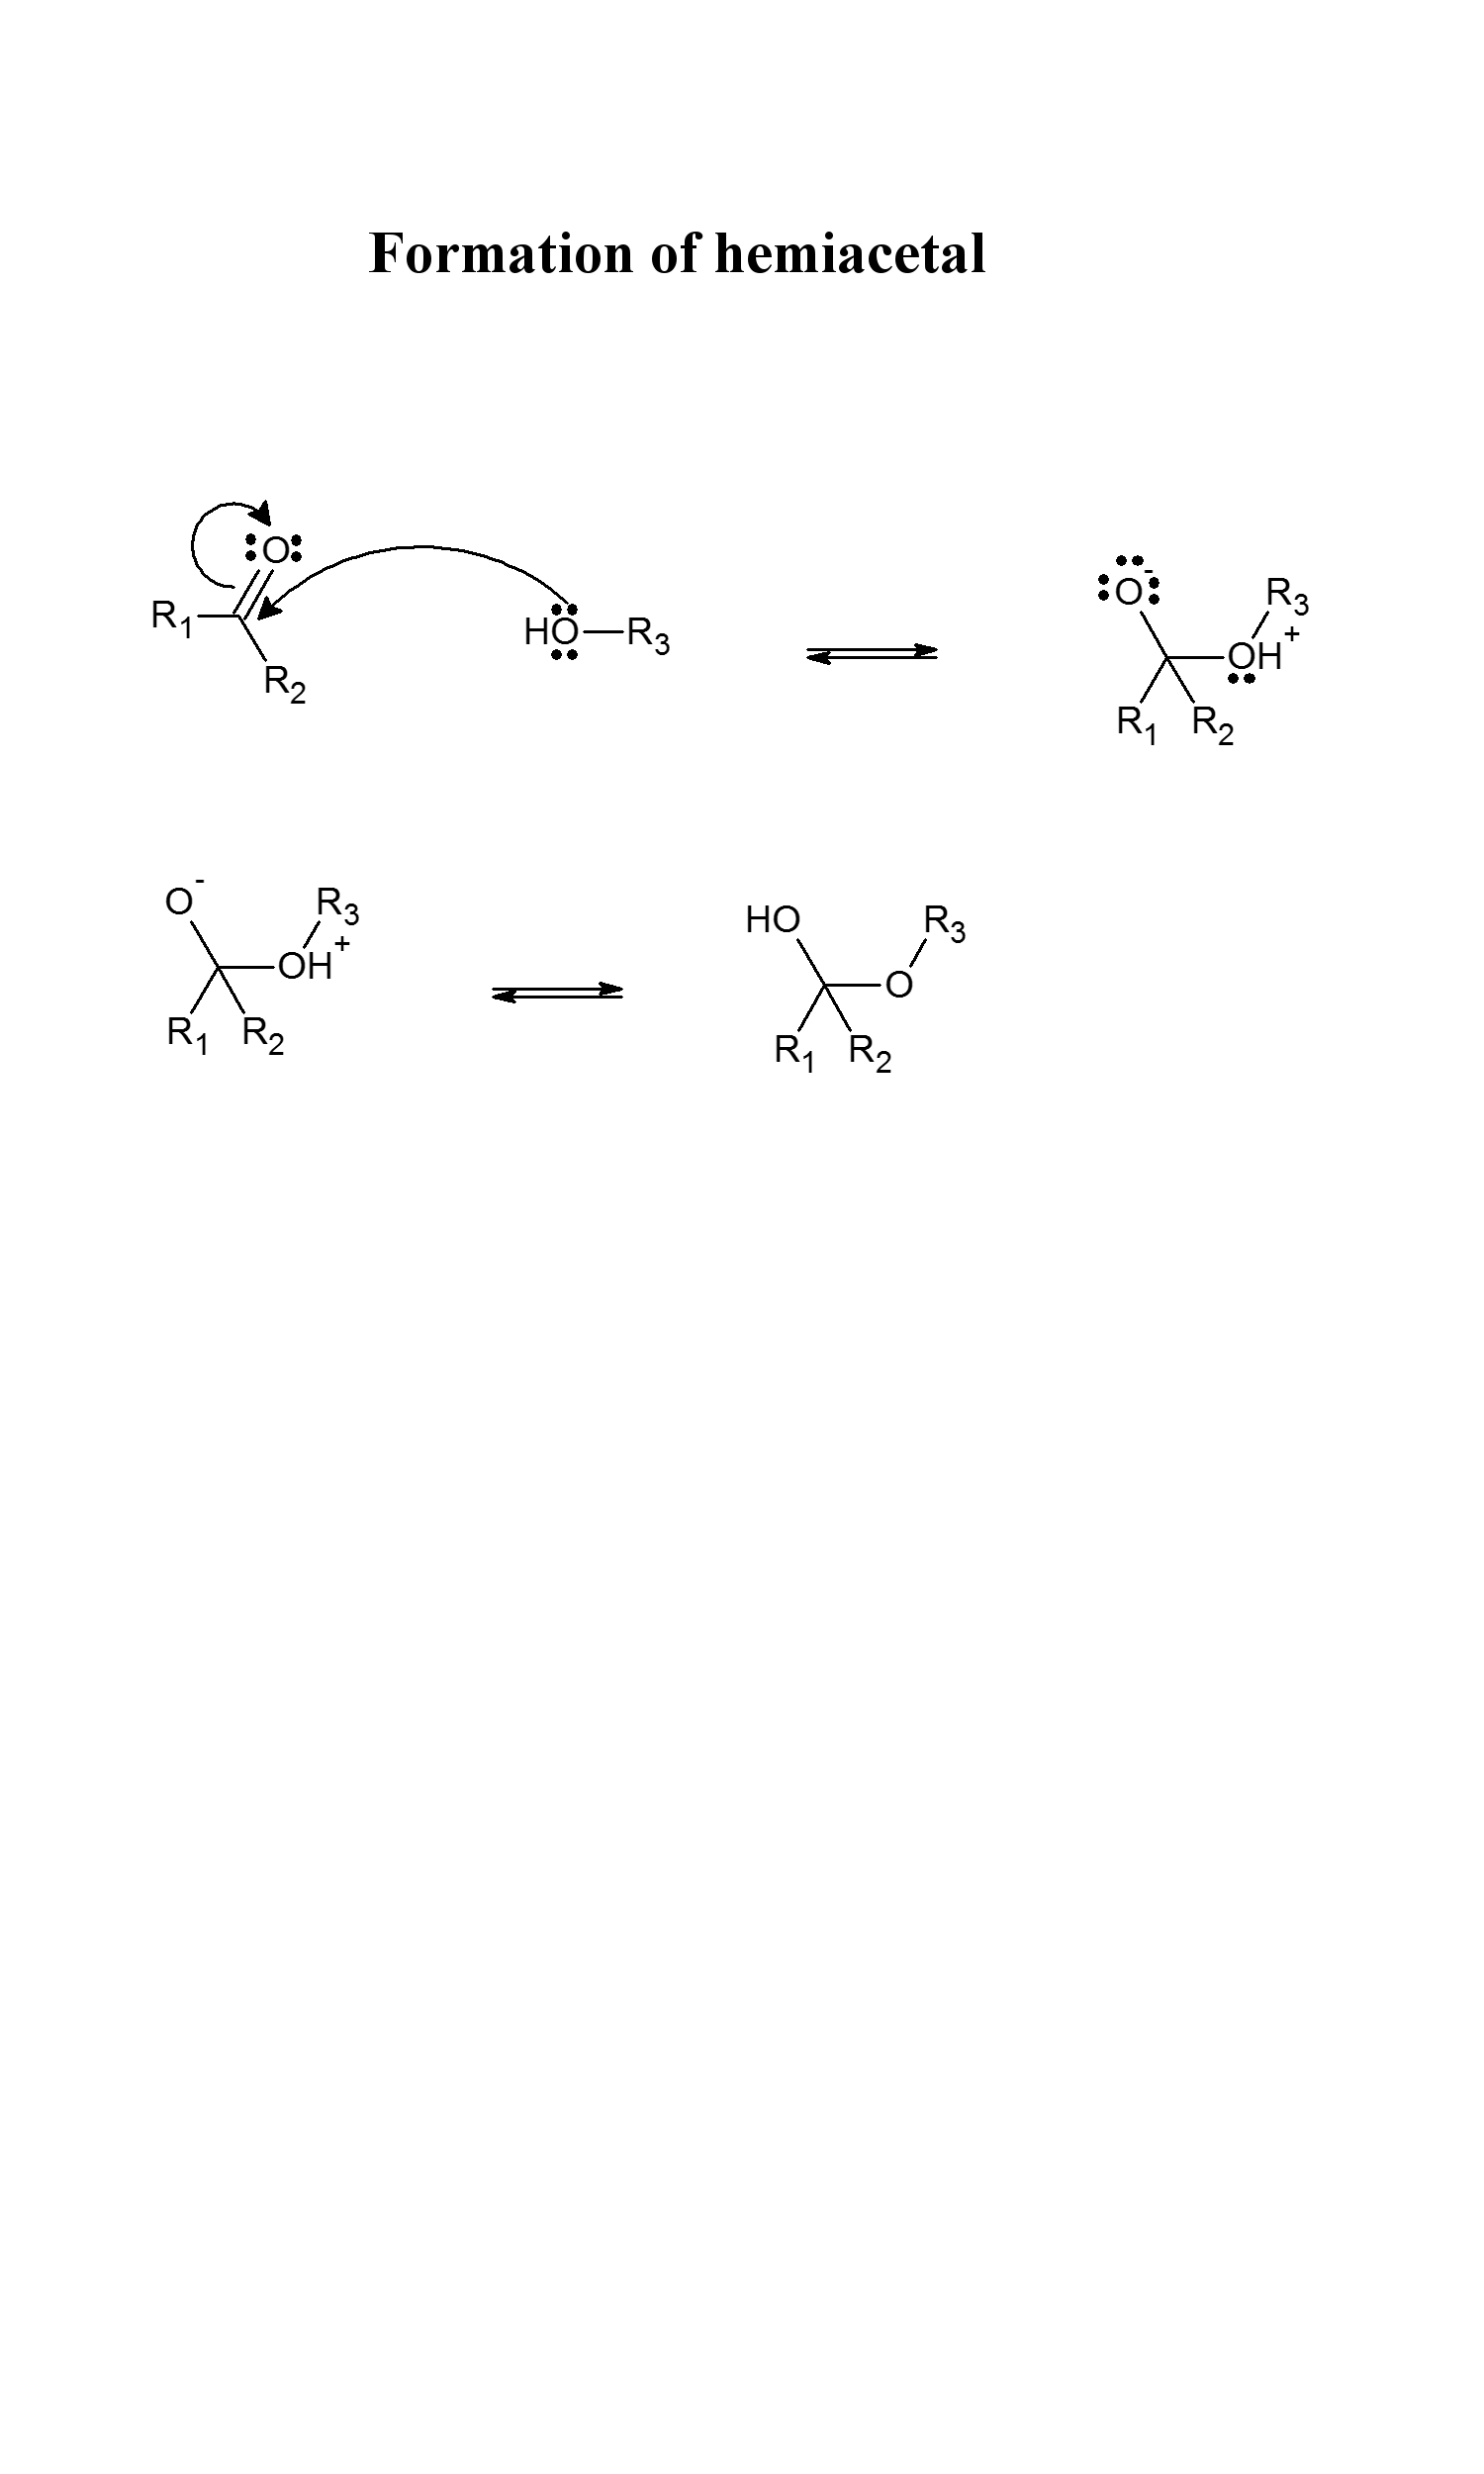 Formation of hemiacetal
O
R1
R2
HO R3
O-
R3
OH+
R1 R2
O-
R3
OH+
R1 R2
HO
R3
O
R1 R2